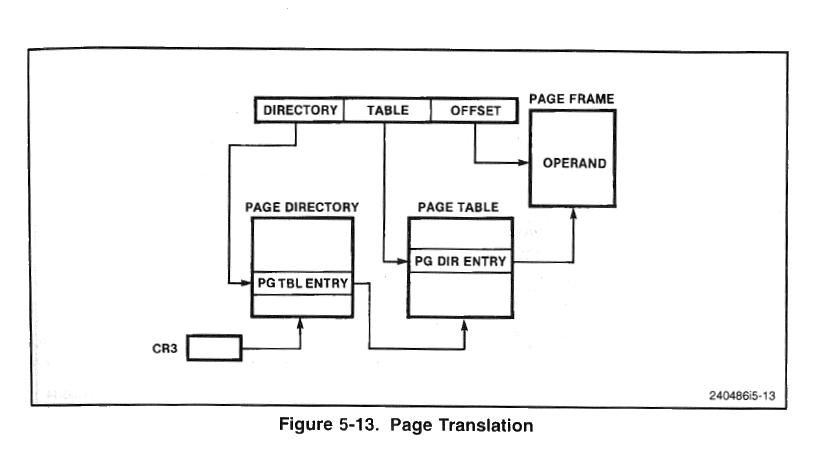 PAGE FRAME
DIRECTORY TABLE OFFSET
OPERAND
PAGE DIRECTORY PAGE TABLE
PG DIR ENTRY
PG TBL ENTRY
CR3
240486i5-13
Figure 5-13. Page Translation